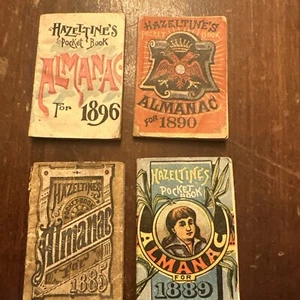 HAZELTINE'S
Pocket Book
ALMANAC
For 1896
HAZELTINE'S
POCKET BOOK
ALMANAC
FOR 1890
HAZELTINE'S
Almanac
For
1885
HAZELTINE'S
POCKET BOOK
ALMANAC
FOR
1889